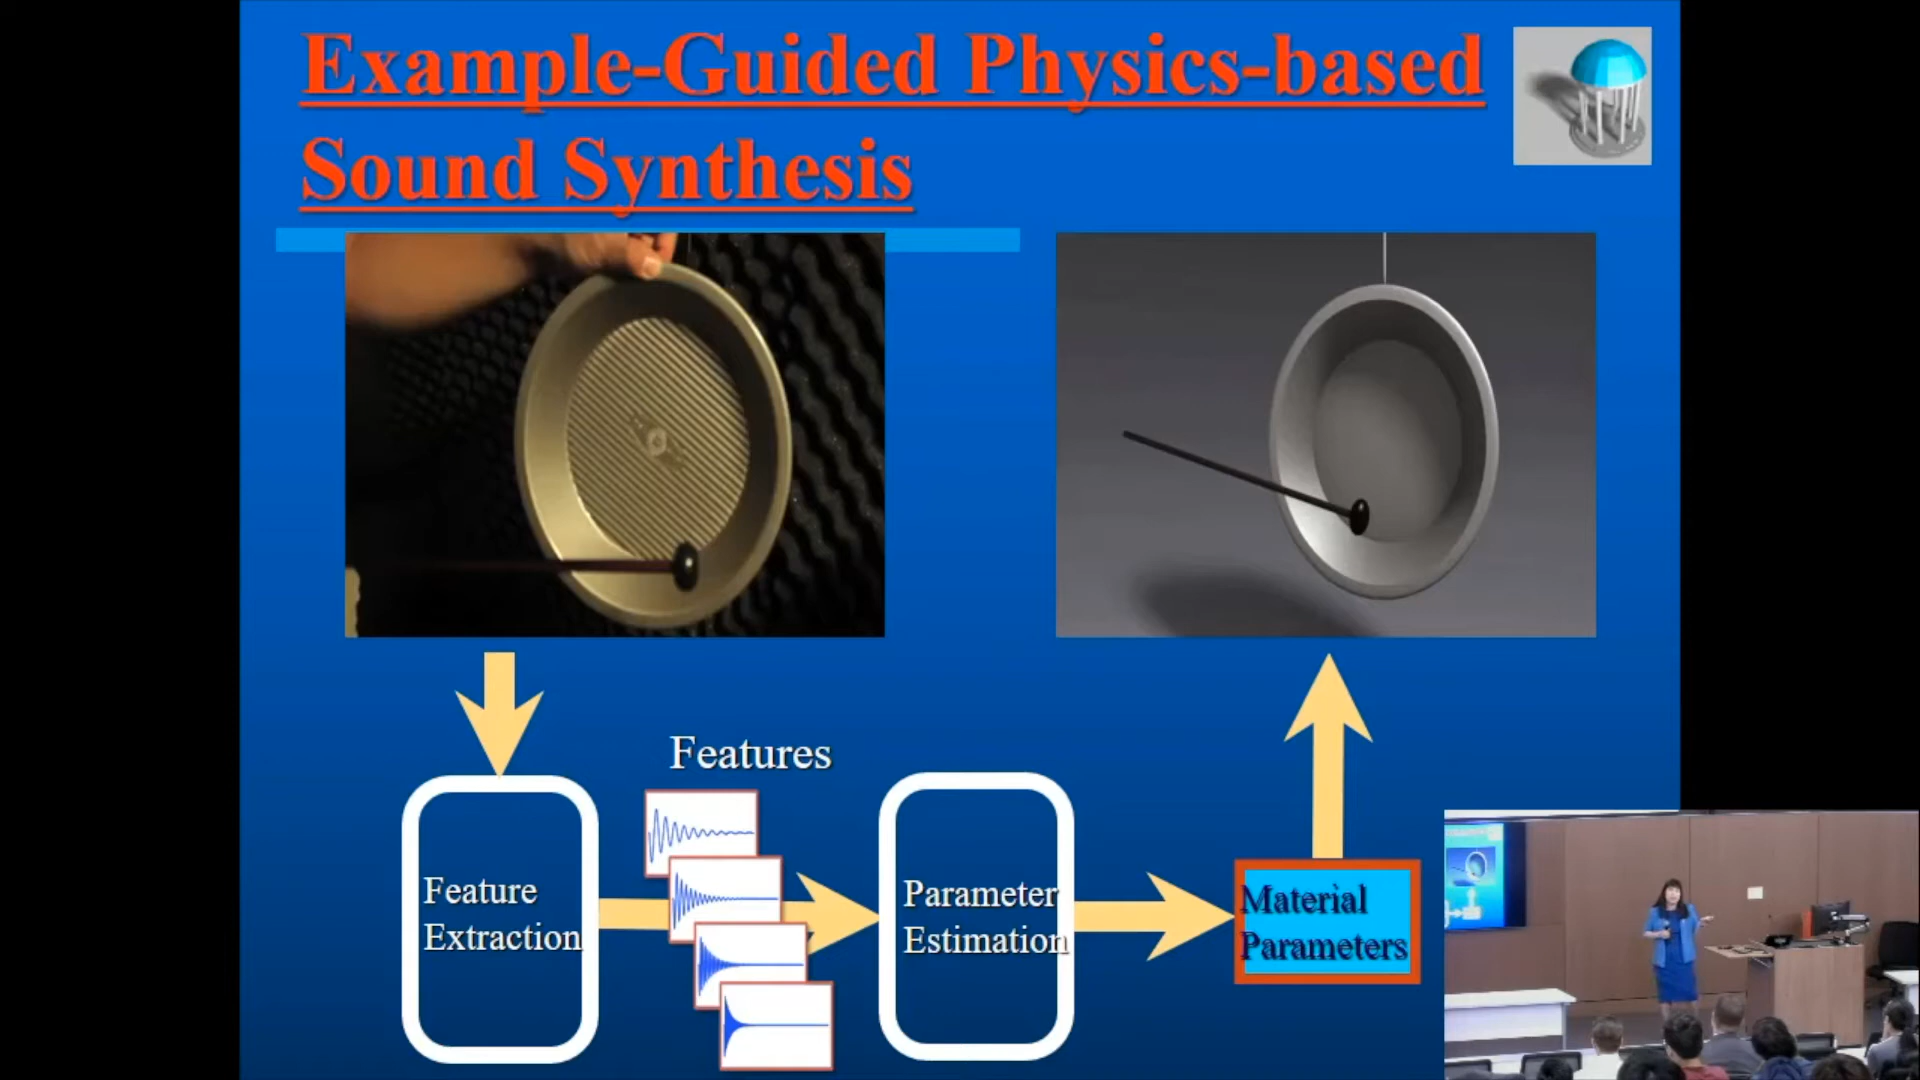 Example-Guided Physics-based
Sound Synthesis
Features
Feature
Extraction
Parameter
Estimation
Material
Parameters